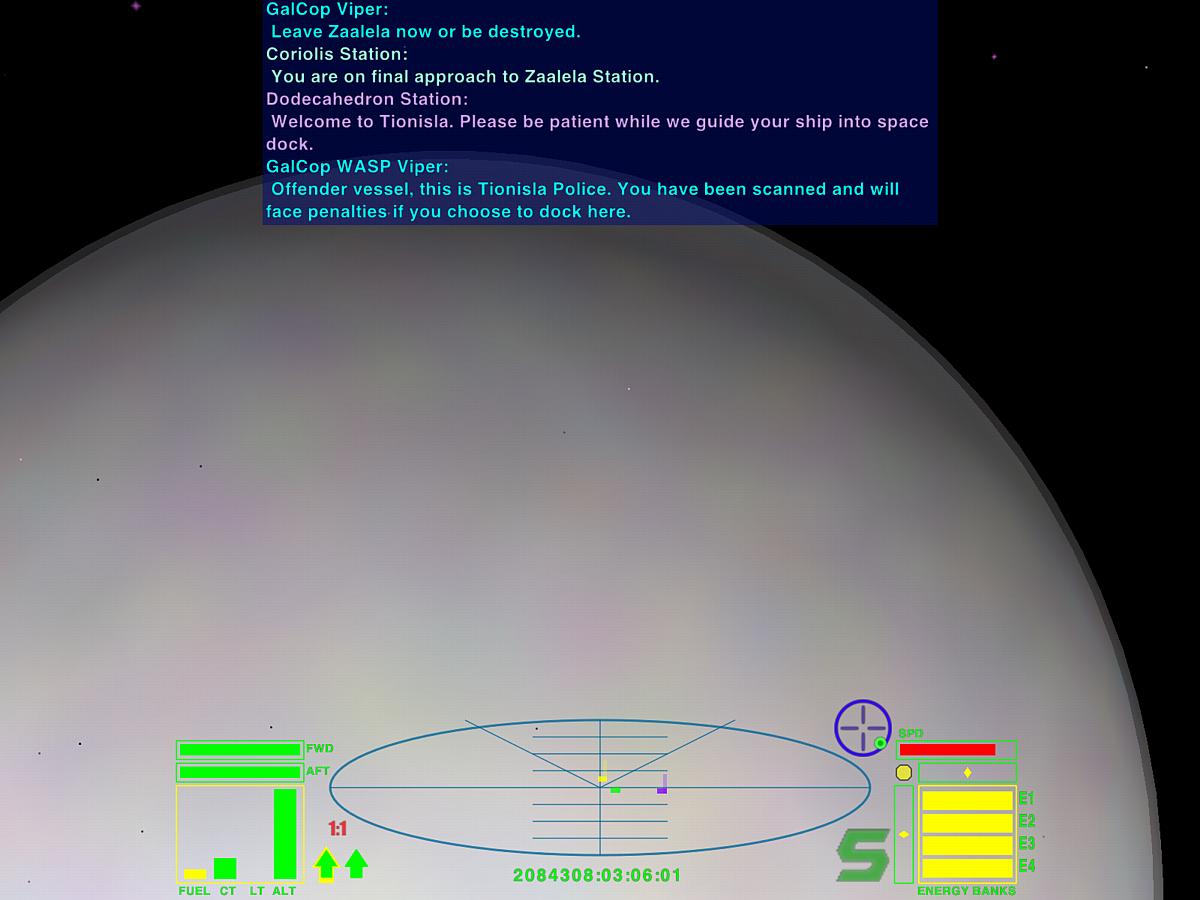 GalCop Viper:
Leave Zaalela now or be destroyed.
Coriolis Station:
You are on final approach to Zaalela Station.
Dodecahedron Station:
Welcome to Tionisla. Please be patient while we guide your ship into space
dock.
GalCop WASP Viper:
Offender vessel, this is Tionisla Police. You have been scanned and will
face penalties if you choose to dock here.
SPD
FWD
AFT
E1
E2
E3
E4
1:1
S
2084308:03:06:01
FUEL CT LT ALT
ENERGY BANKS